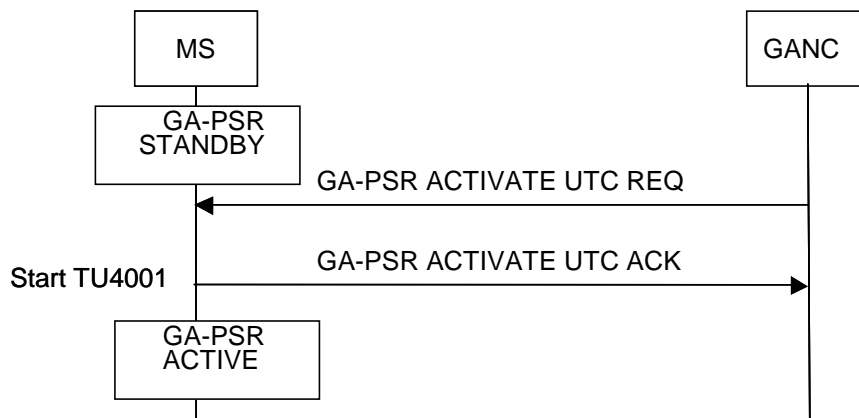 MS
GANC
GA-PSR
STANDBY
GA-PSR ACTIVATE UTC REQ
GA-PSR ACTIVATE UTC ACK
Start TU4001
GA-PSR
ACTIVE